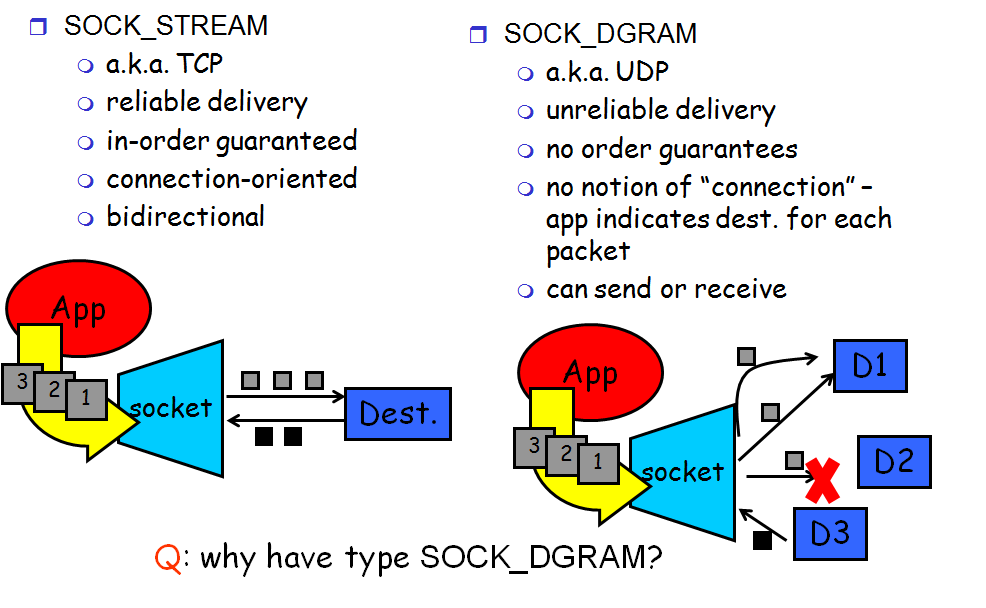 SOCK_STREAM
a.k.a. TCP
reliable delivery
in-order guaranteed
connection-oriented
bidirectional
App
3
2
1
socket
Dest.
SOCK_DGRAM
a.k.a. UDP
unreliable delivery
no order guarantees
no notion of “connection” –
app indicates dest. for each
packet
can send or receive
App
3
2
1
socket
D1
D2
D3
Q: why have type SOCK_DGRAM?